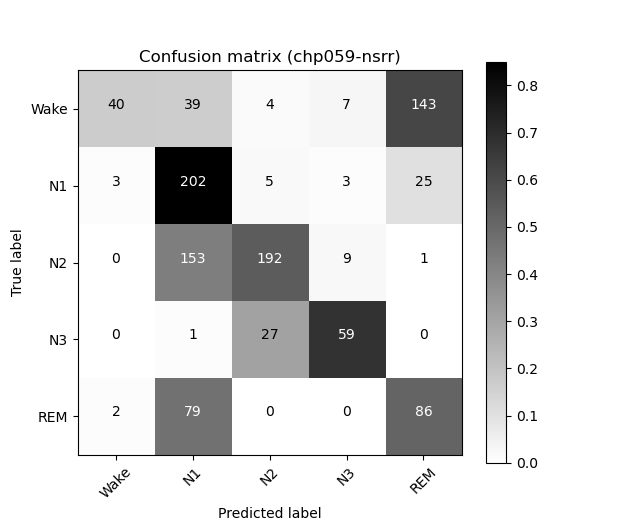 Confusion matrix (chp059-nsrr)
True label
Wake 40 39 4 7 143
N1 3 202 5 3 25
N2 0 153 192 9 1
N3 0 1 27 59 0
REM 2 79 0 0 86
Wake N1 N2 N3 REM
Predicted label
0.8
0.7
0.6
0.5
0.4
0.3
0.2
0.1
0.0